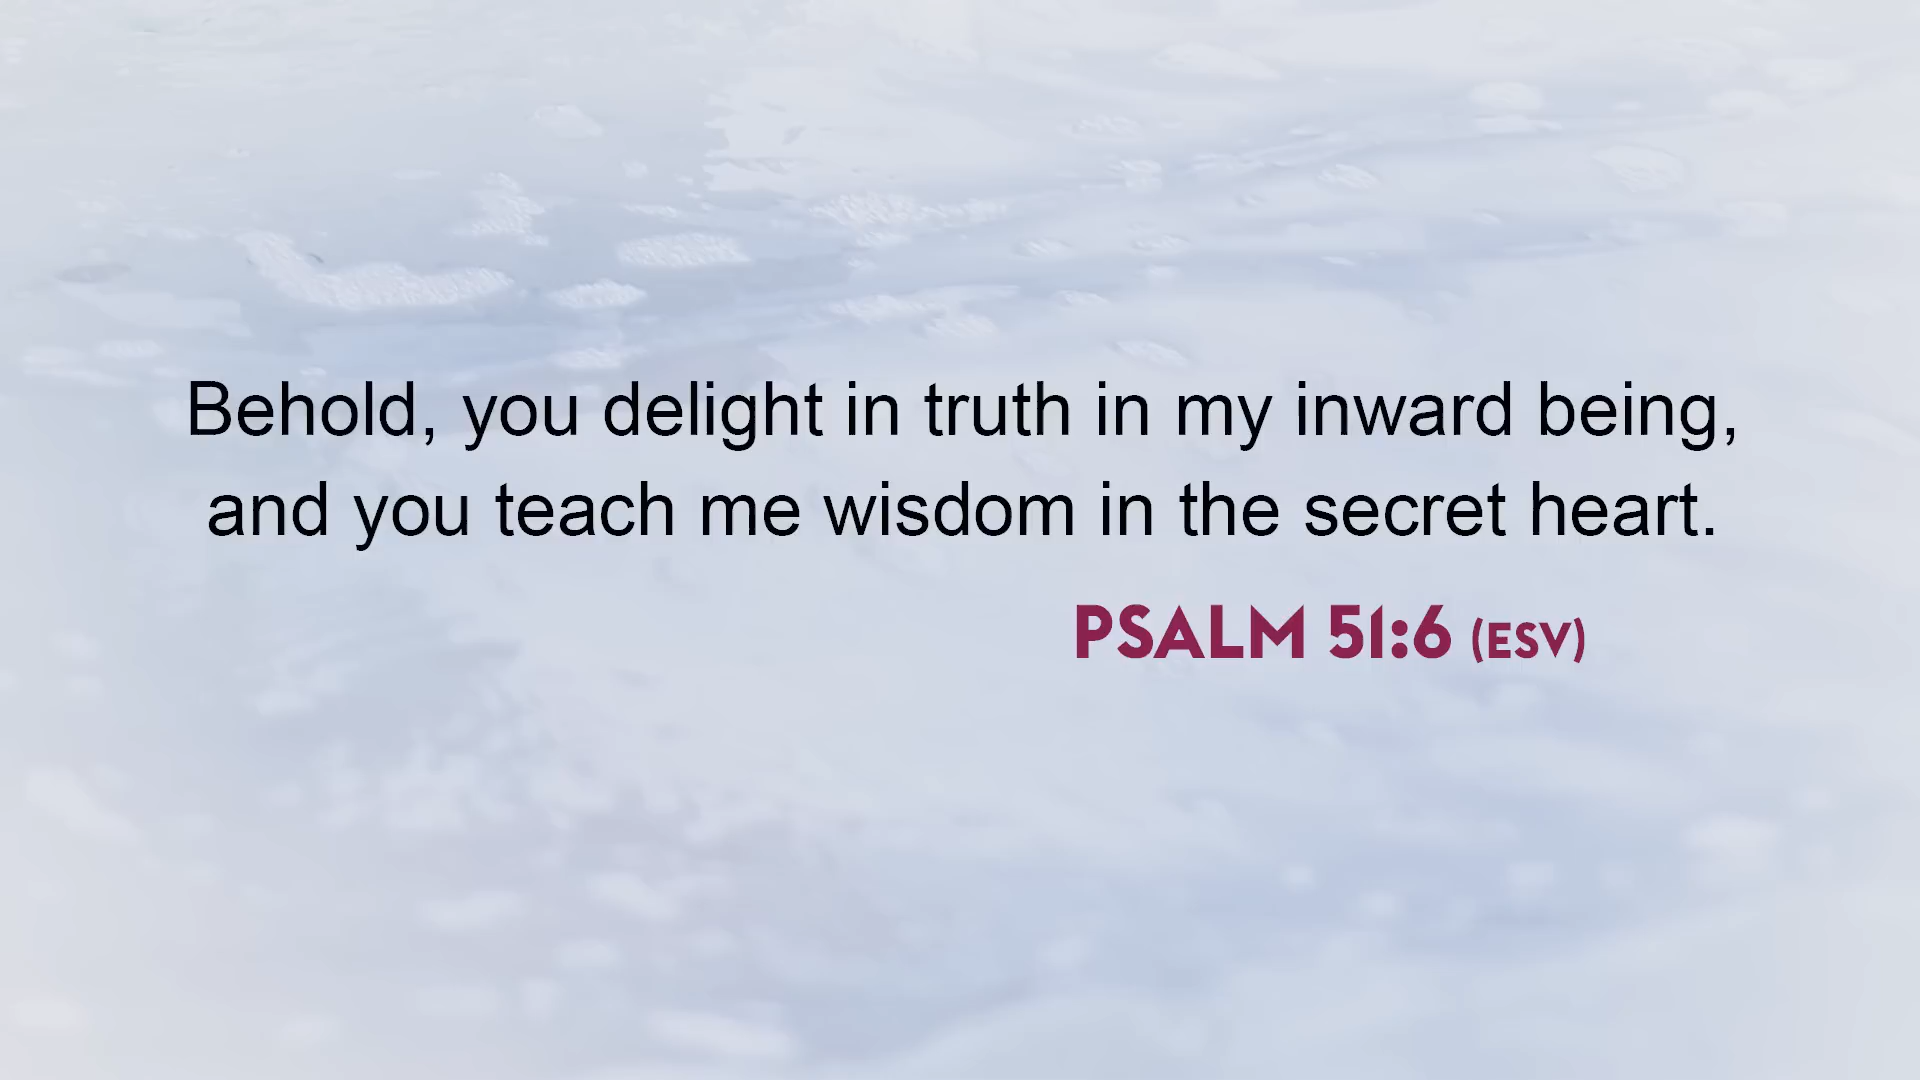 Behold, you delight in truth in my inward being,
and you teach me wisdom in the secret heart.
PSALM 51:6 (ESV)